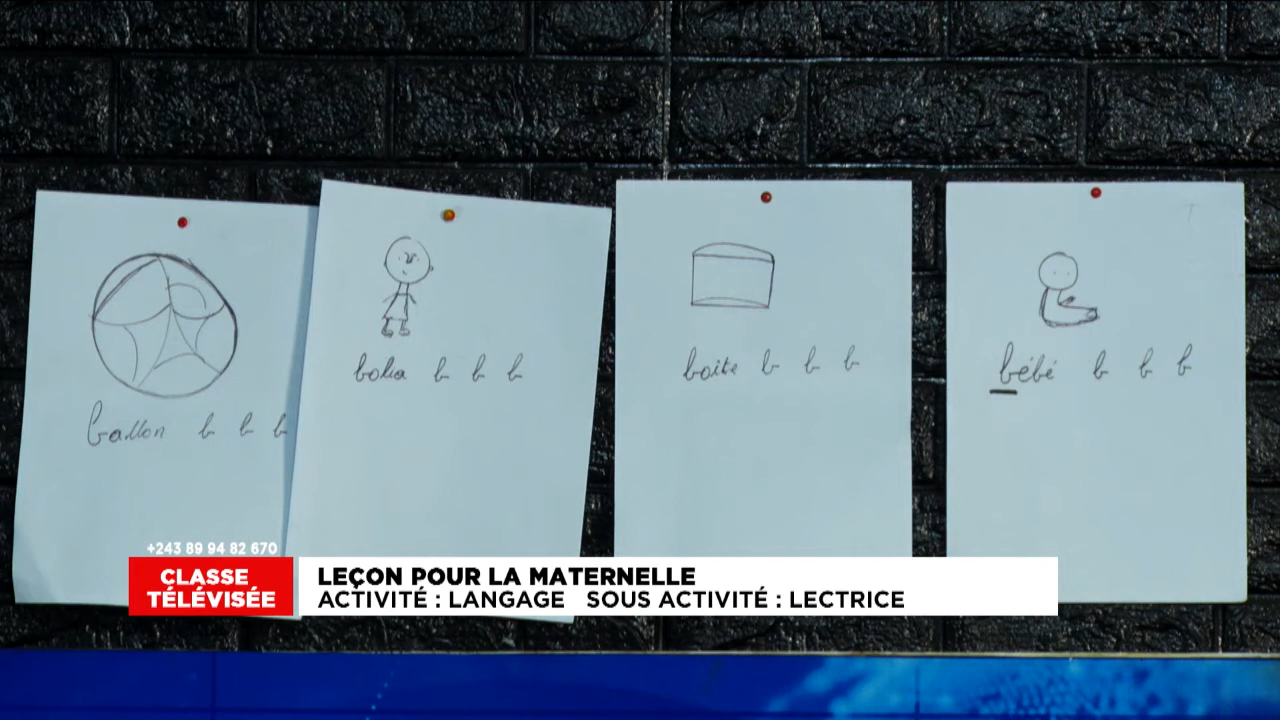 ballon b b b
boba b b b
boite b b b
bébé b b b
+243 89 94 82 670
CLASSE
TÉLÉVISÉE
LEÇON POUR LA MATERNELLE
ACTIVITÉ : LANGAGE SOUS ACTIVITÉ : LECTRICE